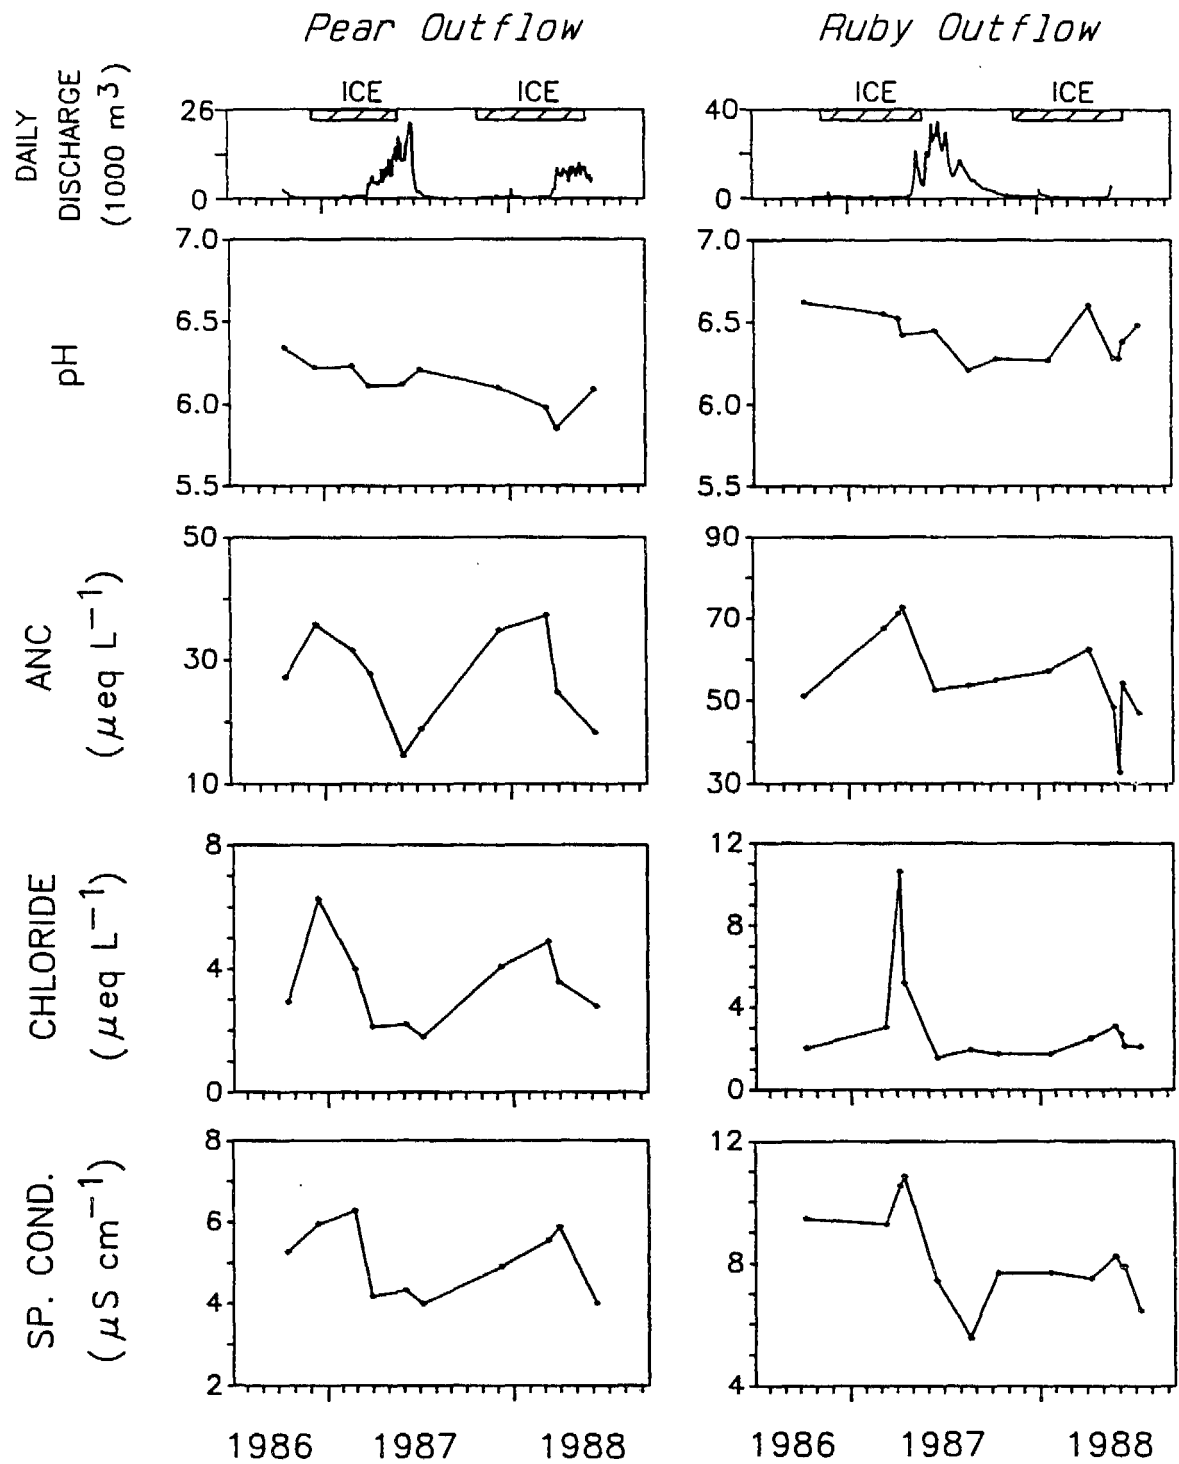 Pear Outflow
Ruby Outflow
DAILY
DISCHARGE
(1000 m³)
26
0
ICE
ICE
40
0
ICE
ICE
pH
7.0
6.5
6.0
5.5
7.0
6.5
6.0
5.5
ANC
(μeq L⁻¹)
50
30
10
90
70
50
30
CHLORIDE
(μeq L⁻¹)
8
4
0
12
8
4
0
SP. COND.
(μS cm⁻¹)
8
6
4
2
12
8
4
1986 1987 1988
1986 1987 1988